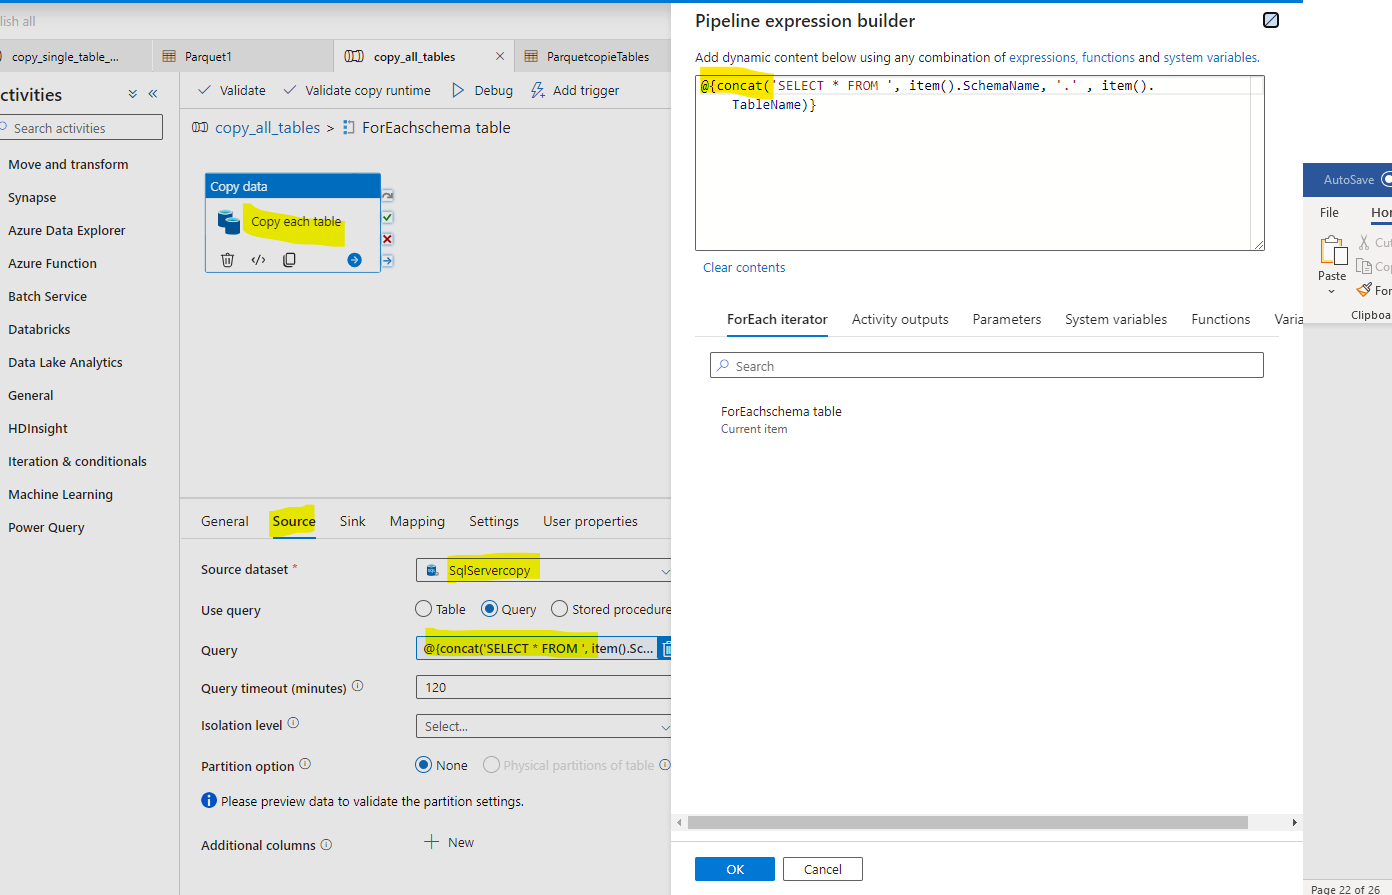 lish all
copy_single_table_...
Parquet1
copy_all_tables
ParquetcopieTables
ctivities
Search activities
Move and transform
Synapse
Azure Data Explorer
Azure Function
Batch Service
Databricks
Data Lake Analytics
General
HDInsight
Iteration & conditionals
Machine Learning
Power Query
Validate
Validate copy runtime
Debug
Add trigger
copy_all_tables > ForEachschema table
Copy data
Copy each table
General
Source
Sink
Mapping
Settings
User properties
Source dataset *
SqlServercopy
Use query
Table
Query
Stored procedure
Query
@{concat('SELECT * FROM ', item().Sc...
Query timeout (minutes)
120
Isolation level
Select...
Partition option
None
Physical partitions of table
Please preview data to validate the partition settings.
Additional columns
New
Pipeline expression builder
Add dynamic content below using any combination of expressions, functions and system variables.
@{concat('SELECT * FROM ', item().SchemaName, '.' , item().
TableName)}
Clear contents
ForEach iterator
Activity outputs
Parameters
System variables
Functions
Varia
Search
ForEachschema table
Current item
OK
Cancel
AutoSave
File
Hor
Paste
Cu
Cop
For
Clipboa
Page 22 of 26